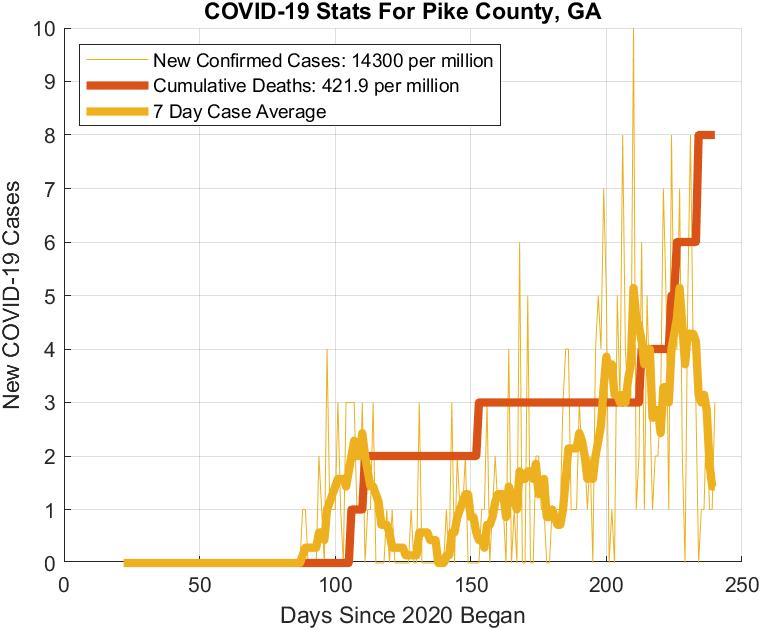 COVID-19 Stats For Pike County, GA
New Confirmed Cases: 14300 per million
Cumulative Deaths: 421.9 per million
7 Day Case Average
New COVID-19 Cases
10
9
8
7
6
5
4
3
2
1
0
0 50 100 150 200 250
Days Since 2020 Began